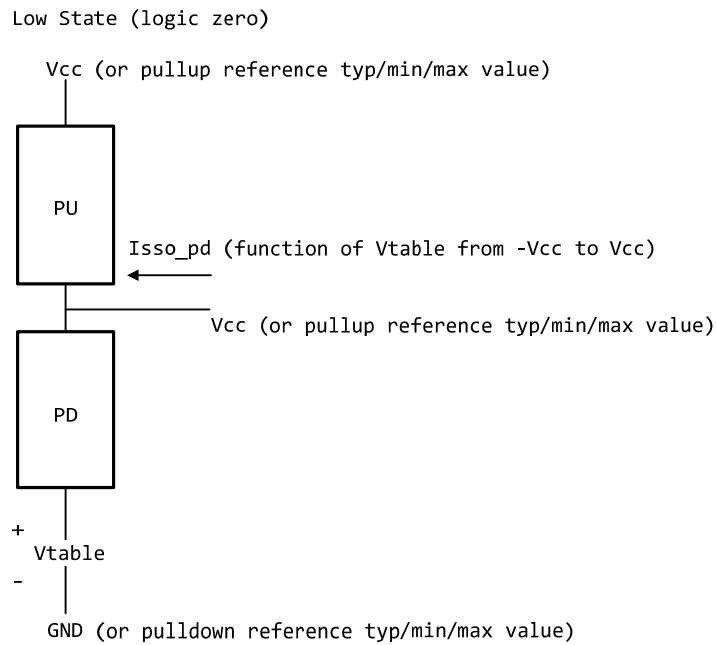 Low State (logic zero)
Vcc (or pullup reference typ/min/max value)
PU
Isso_pd (function of Vtable from -Vcc to Vcc)
Vcc (or pullup reference typ/min/max value)
PD
+
Vtable
-
GND (or pulldown reference typ/min/max value)